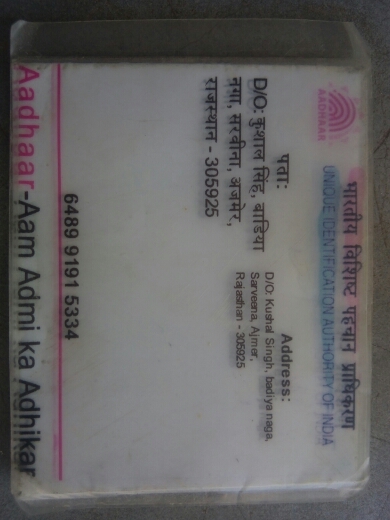 भारतीय विशिष्ट पहचान प्राधिकरण
UNIQUE IDENTIFICATION AUTHORITY OF INDIA
AADHAAR
पता:
D/O: कुशाल सिंह, बाडिया
नगा, सरवीना, अजमेर,
राजस्थान - 305925
Address:
D/O: Kushal Singh, badiya naga,
Sarveena, Ajmer,
Rajasthan - 305925
6489 9191 5334
Aadhaar-Aam Admi ka Adhikar